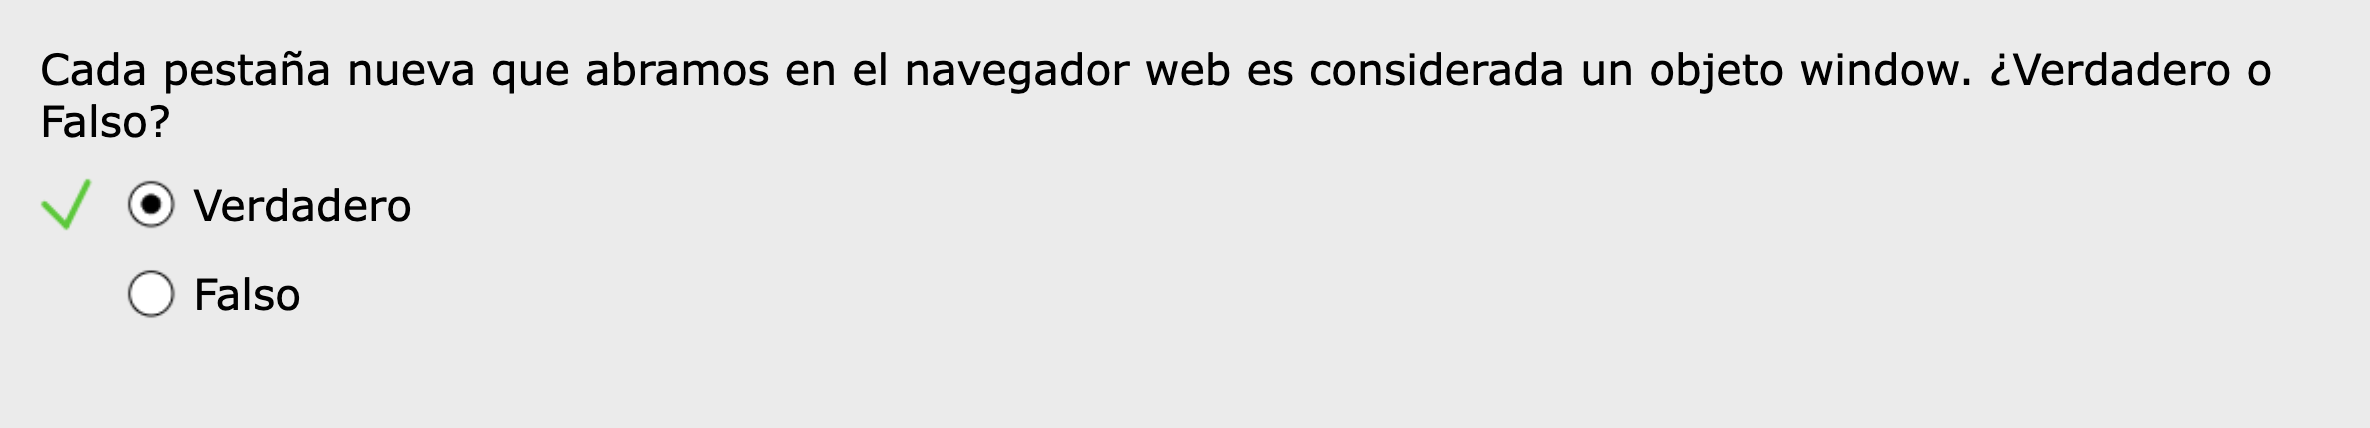 Cada pestaña nueva que abramos en el navegador web es considerada un objeto window. ¿Verdadero o
Falso?
Verdadero
Falso